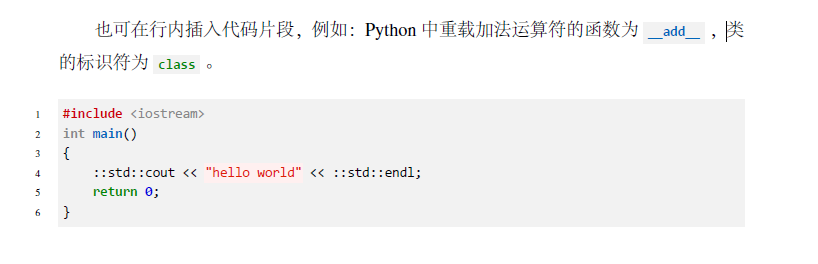 也可在行内插入代码片段，例如：Python 中重载加法运算符的函数为 __add__ ，类
的标识符为 class 。
1 #include <iostream>
2 int main()
3 {
4     ::std::cout << "hello world" << ::std::endl;
5     return 0;
6 }